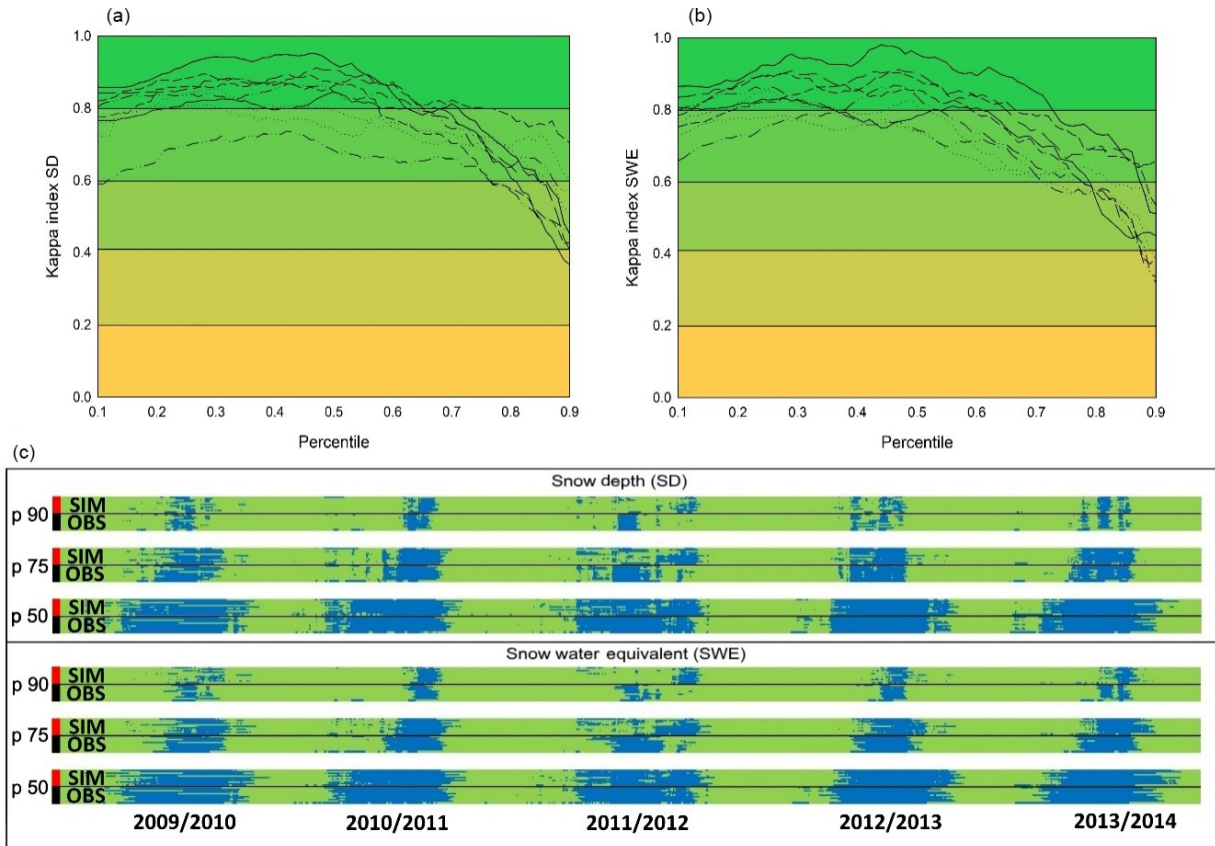 (a)
(b)
1.0
0.8
0.6
0.4
0.2
0.0
Kappa index SD
0.1 0.2 0.3 0.4 0.5 0.6 0.7 0.8 0.9
Percentile
1.0
0.8
0.6
0.4
0.2
0.0
Kappa index SWE
0.1 0.2 0.3 0.4 0.5 0.6 0.7 0.8 0.9
Percentile
(c)
Snow depth (SD)
p 90 SIM
OBS
p 75 SIM
OBS
p 50 SIM
OBS
Snow water equivalent (SWE)
p 90 SIM
OBS
p 75 SIM
OBS
p 50 SIM
OBS
2009/2010 2010/2011 2011/2012 2012/2013 2013/2014